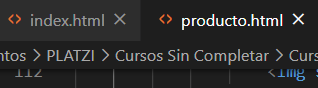 index.html producto.html
ntos > PLATZI > Cursos Sin Completar > Curs
112 <img s